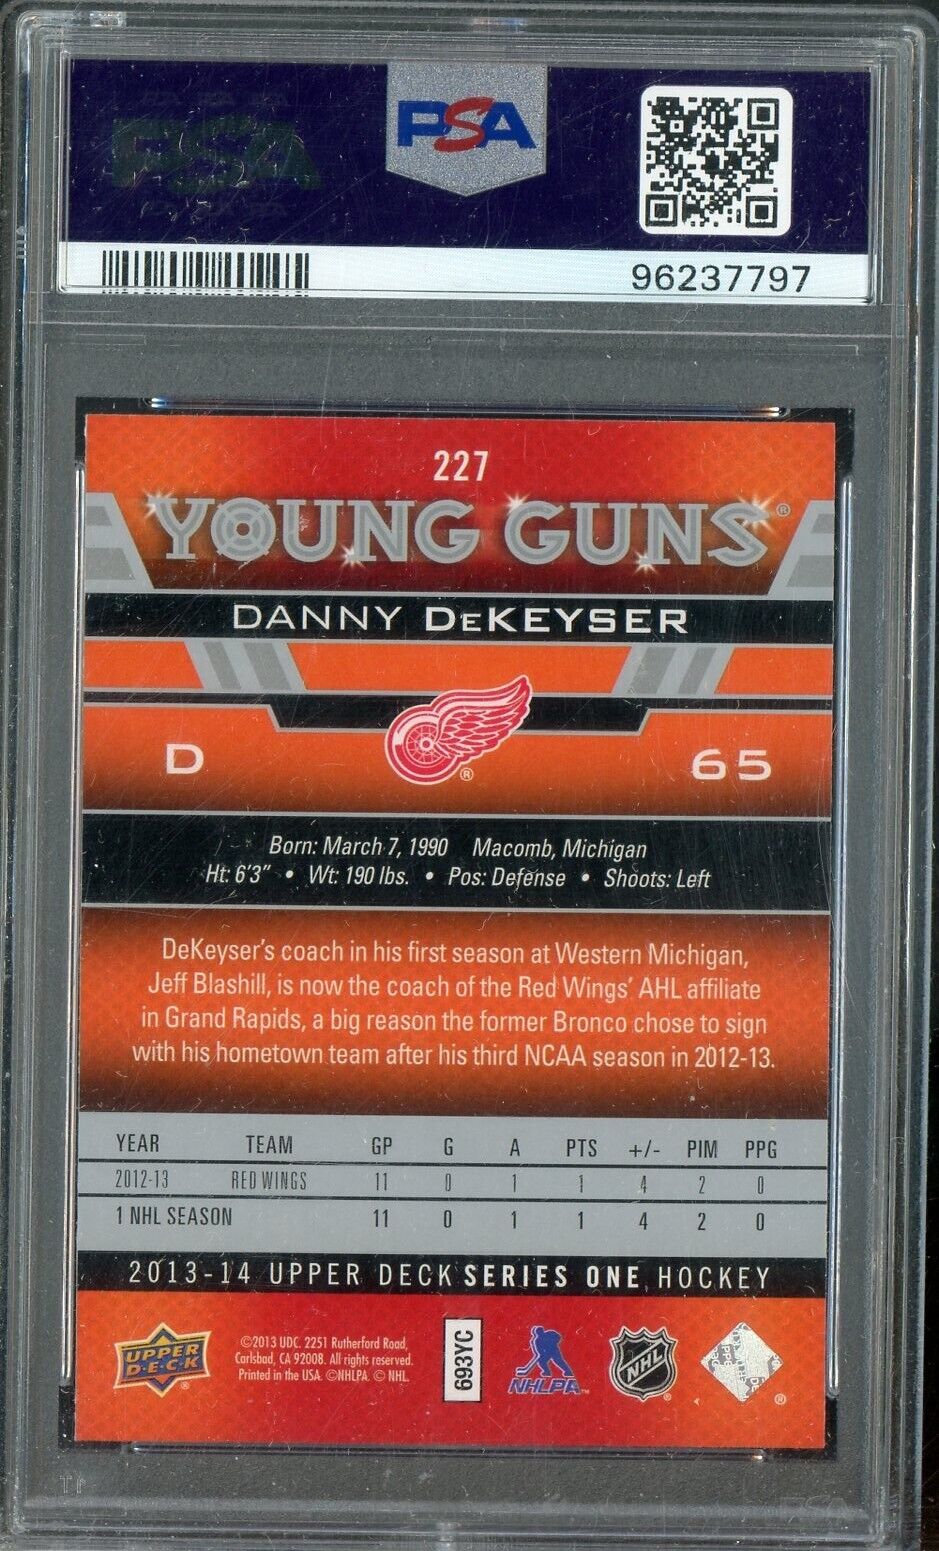 PSA
PSA
96237797
227
YOUNG GUNS®
DANNY DeKEYSER
D
65
®
Born: March 7, 1990 Macomb, Michigan
Ht: 6'3" • Wt: 190 lbs. • Pos: Defense • Shoots: Left
DeKeyser's coach in his first season at Western Michigan,
Jeff Blashill, is now the coach of the Red Wings' AHL affiliate
in Grand Rapids, a big reason the former Bronco chose to sign
with his hometown team after his third NCAA season in 2012-13.
YEAR TEAM GP G A PTS +/- PIM PPG
2012-13 RED WINGS 11 0 1 1 4 2 0
1 NHL SEASON 11 0 1 1 4 2 0
2013-14 UPPER DECK SERIES ONE HOCKEY
UPPER
D·E·C·K
®
©2013 UDC. 2251 Rutherford Road,
Carlsbad, CA 92008. All rights reserved.
Printed in the USA. ©NHLPA. © NHL.
693YC
NHLPA™
NHL
®
®
PSA